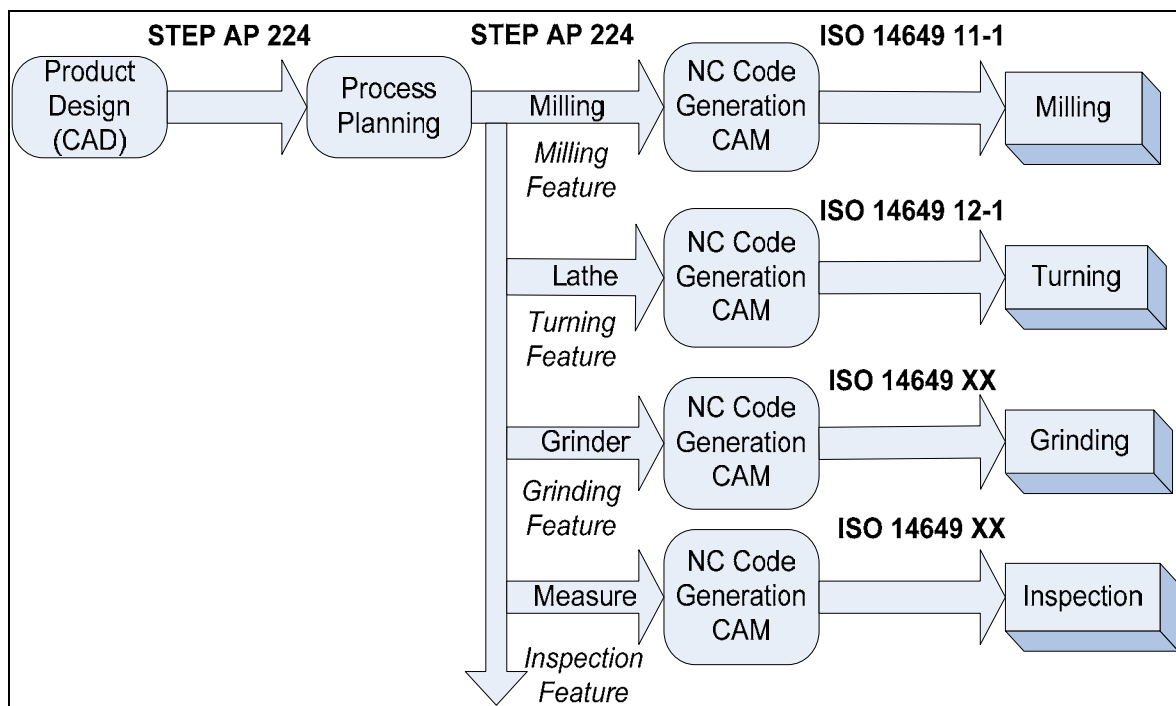 STEP AP 224
STEP AP 224
ISO 14649 11-1
Product
Design
(CAD)
Process
Planning
Milling
Milling
Feature
NC Code
Generation
CAM
Milling
ISO 14649 12-1
Lathe
Turning
Feature
NC Code
Generation
CAM
Turning
ISO 14649 XX
Grinder
Grinding
Feature
NC Code
Generation
CAM
Grinding
ISO 14649 XX
Measure
Inspection
Feature
NC Code
Generation
CAM
Inspection